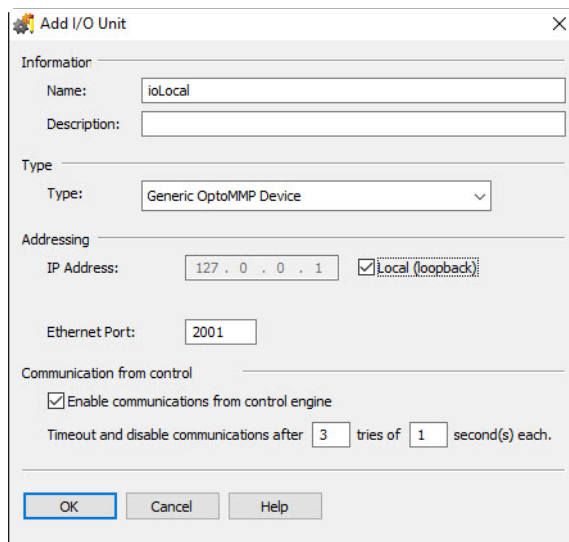 Add I/O Unit
Information
Name: ioLocal
Description:
Type
Type: Generic OptoMMP Device
Addressing
IP Address: 127 . 0 . 0 . 1 Local (loopback)
Ethernet Port: 2001
Communication from control
Enable communications from control engine
Timeout and disable communications after 3 tries of 1 second(s) each.
OK Cancel Help